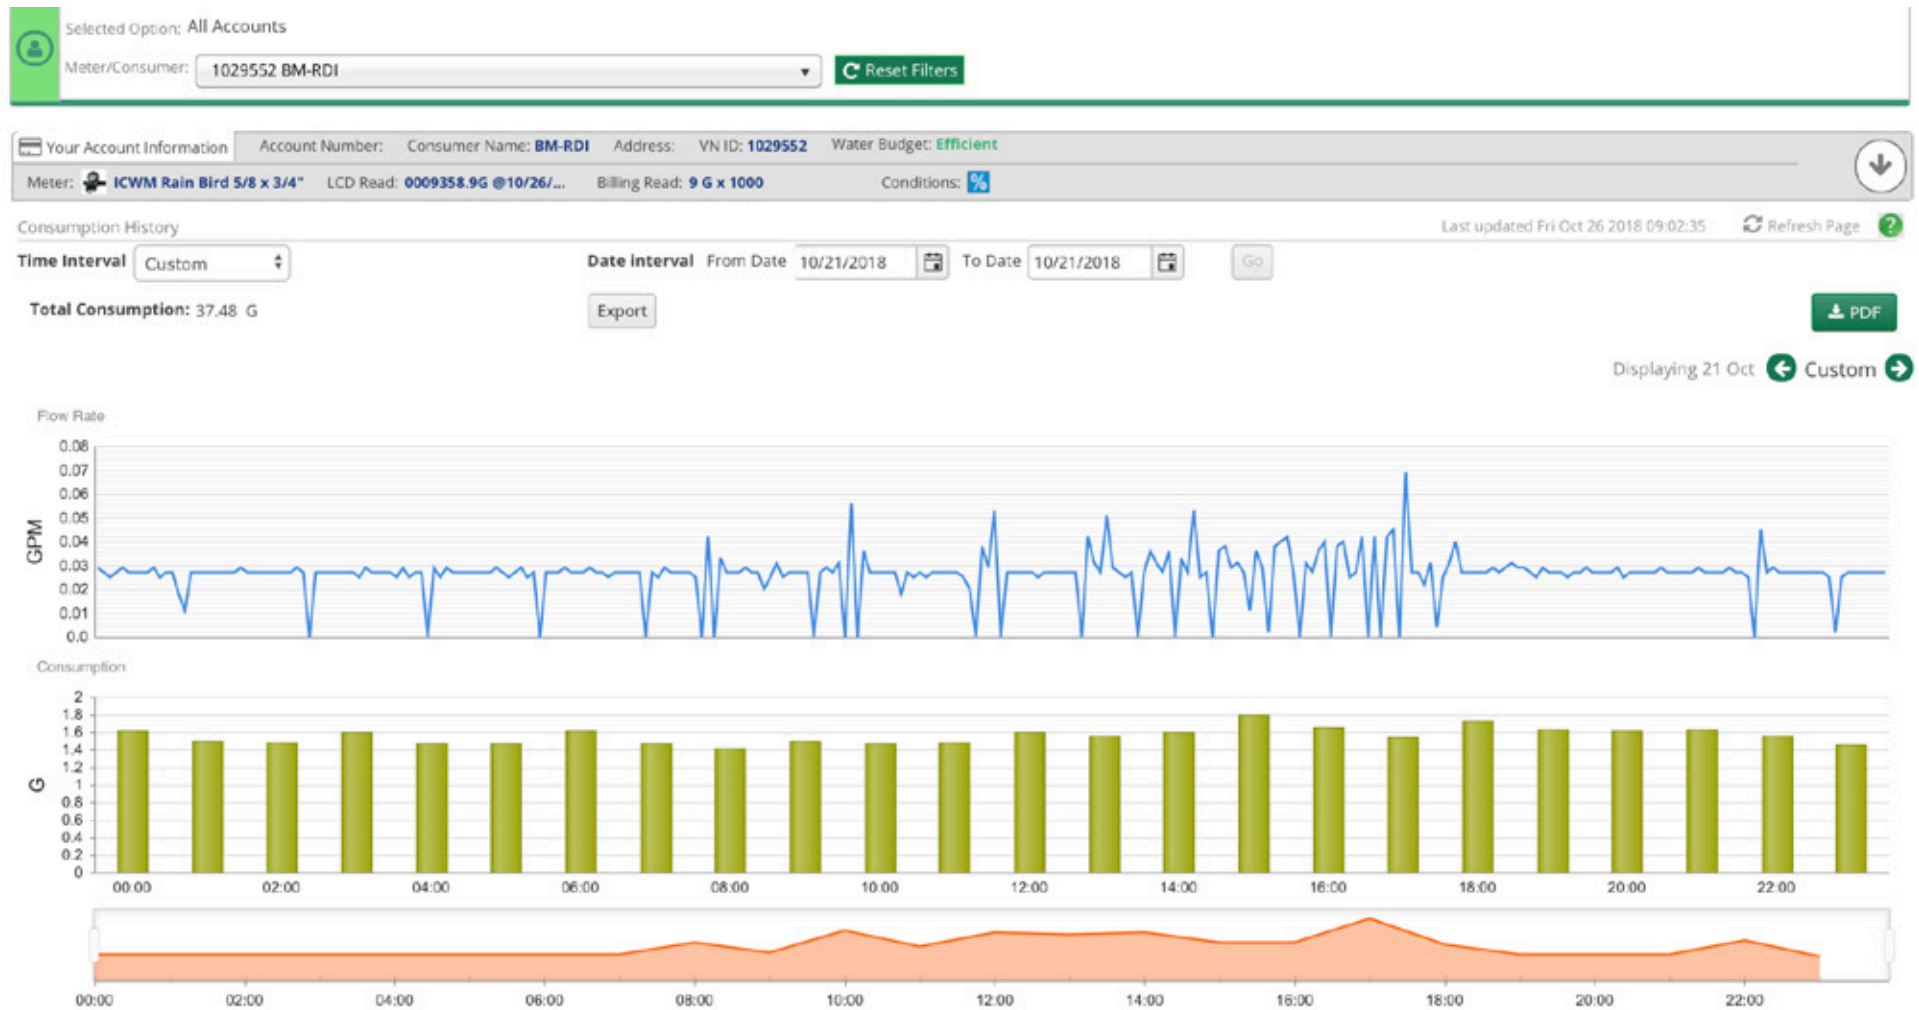 Selected Option: All Accounts
Meter/Consumer: 1029552 BM-RDI Reset Filters
Your Account Information Account Number: Consumer Name: BM-RDI Address: VN ID: 1029552 Water Budget: Efficient
Meter: ICWM Rain Bird 5/8 x 3/4" LCD Read: 0009358.9G @10/26/... Billing Read: 9 G x 1000 Conditions: %
Consumption History Last updated Fri Oct 26 2018 09:02:35 Refresh Page ?
Time Interval Custom Date interval From Date 10/21/2018 To Date 10/21/2018 Go
Total Consumption: 37.48 G Export PDF
Displaying 21 Oct Custom
Flow Rate
0.08
0.07
0.06
0.05
0.04
0.03
0.02
0.01
0.0
GPM
Consumption
2
1.8
1.6
1.4
1.2
1
0.8
0.6
0.4
0.2
0
G
00:00 02:00 04:00 06:00 08:00 10:00 12:00 14:00 16:00 18:00 20:00 22:00
00:00 02:00 04:00 06:00 08:00 10:00 12:00 14:00 16:00 18:00 20:00 22:00